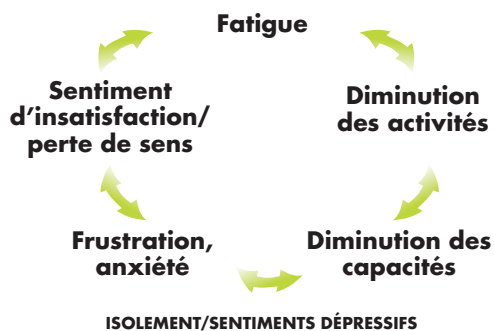 Fatigue
Sentiment
d'insatisfaction/
perte de sens
Diminution
des activités
Frustration,
anxiété
Diminution des
capacités
ISOLEMENT/SENTIMENTS DÉPRESSIFS